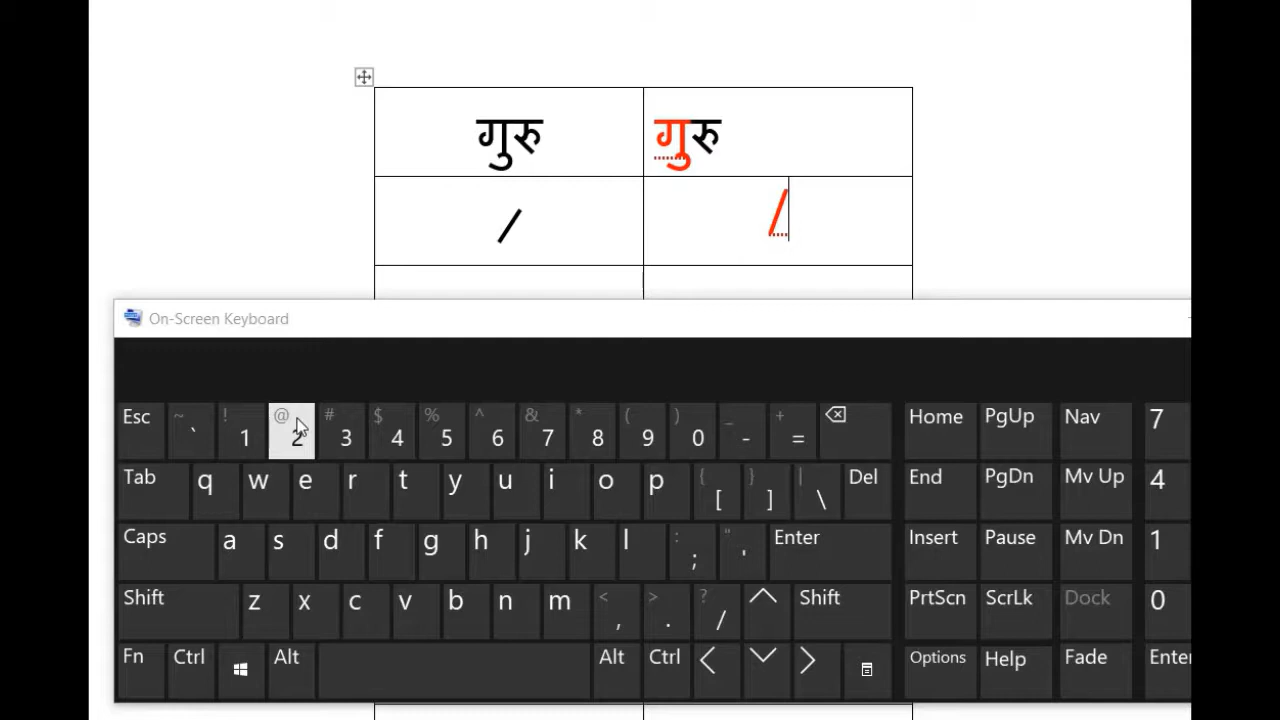 गुरु गुरु
/ /
On-Screen Keyboard
Esc ~ ` ! 1 @ 2 # 3 $ 4 % 5 ^ 6 & 7 * 8 ( 9 ) 0 _ - + = Home PgUp Nav 7
Tab q w e r t y u i o p { [ } ] | \ Del End PgDn Mv Up 4
Caps a s d f g h j k l : ; " ' Enter Insert Pause Mv Dn 1
Shift z x c v b n m < , > . ? / Shift PrtScn ScrLk Dock 0
Fn Ctrl Alt Alt Ctrl Options Help Fade Enter